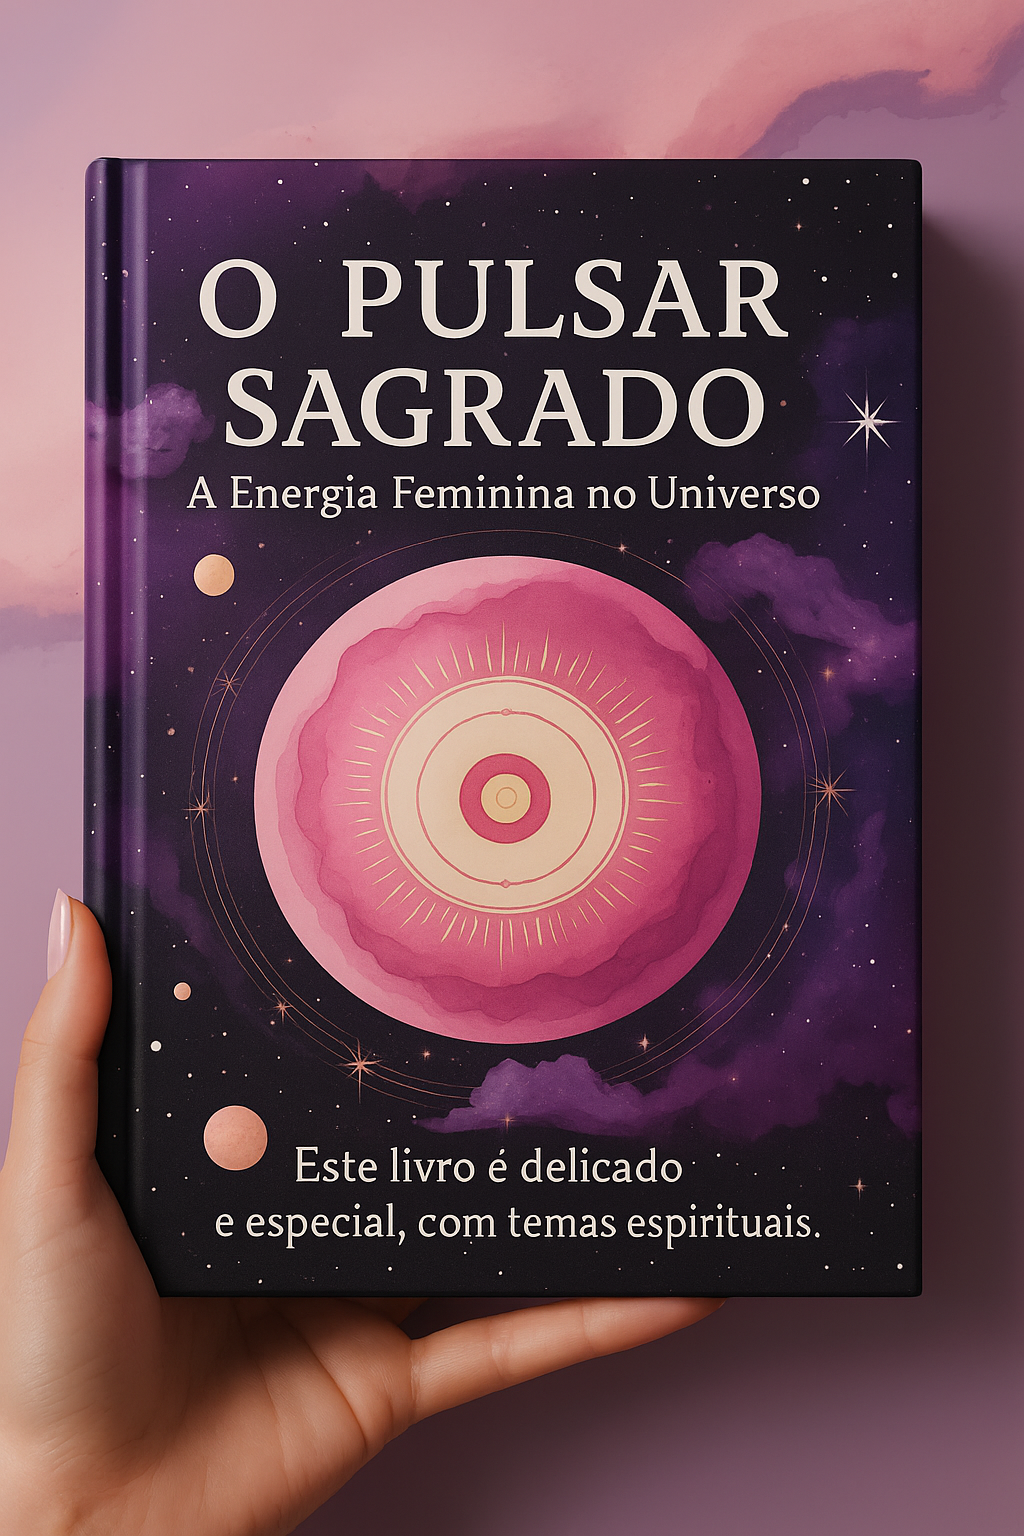 O PULSAR
SAGRADO
A Energia Feminina no Universo
Este livro é delicado
e especial, com temas espirituais.